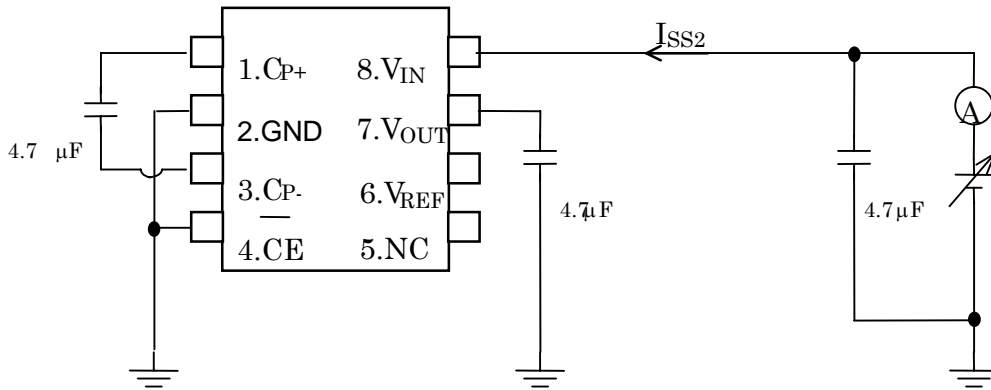 ISS2
1.CP+
8.VIN
2.GND
7.VOUT
A
4.7 µF
3.CP-
6.VREF
4.7µF
4.7µF
4.C̅E̅
5.NC